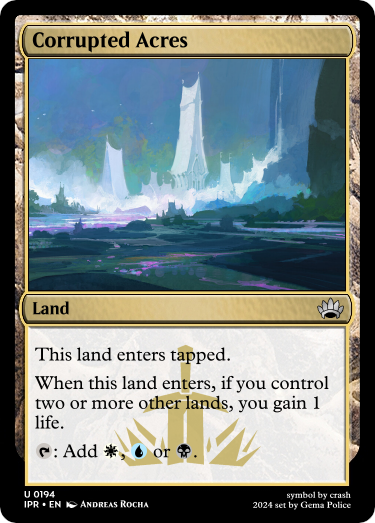 Corrupted Acres
Land
This land enters tapped.
When this land enters, if you control
two or more other lands, you gain 1
life.
: Add , or .
U 0194
IPR • EN Andreas Rocha
symbol by crash
2024 set by Gema Police